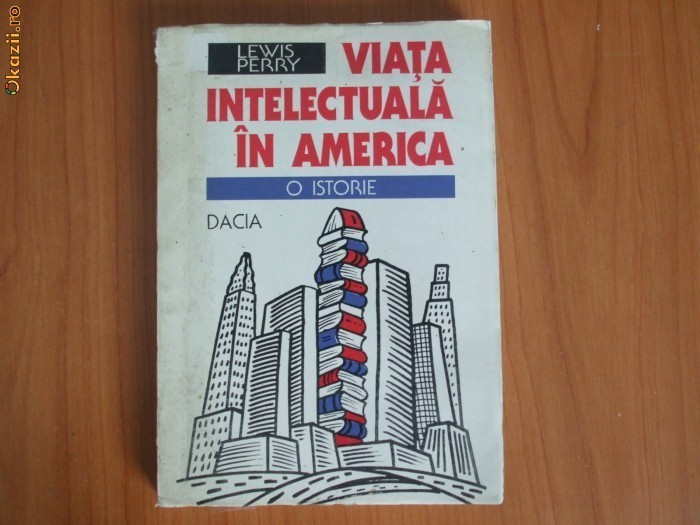 Okazii.ro
LEWIS
PERRY
VIAȚA
INTELECTUALĂ
ÎN AMERICA
O ISTORIE
DACIA